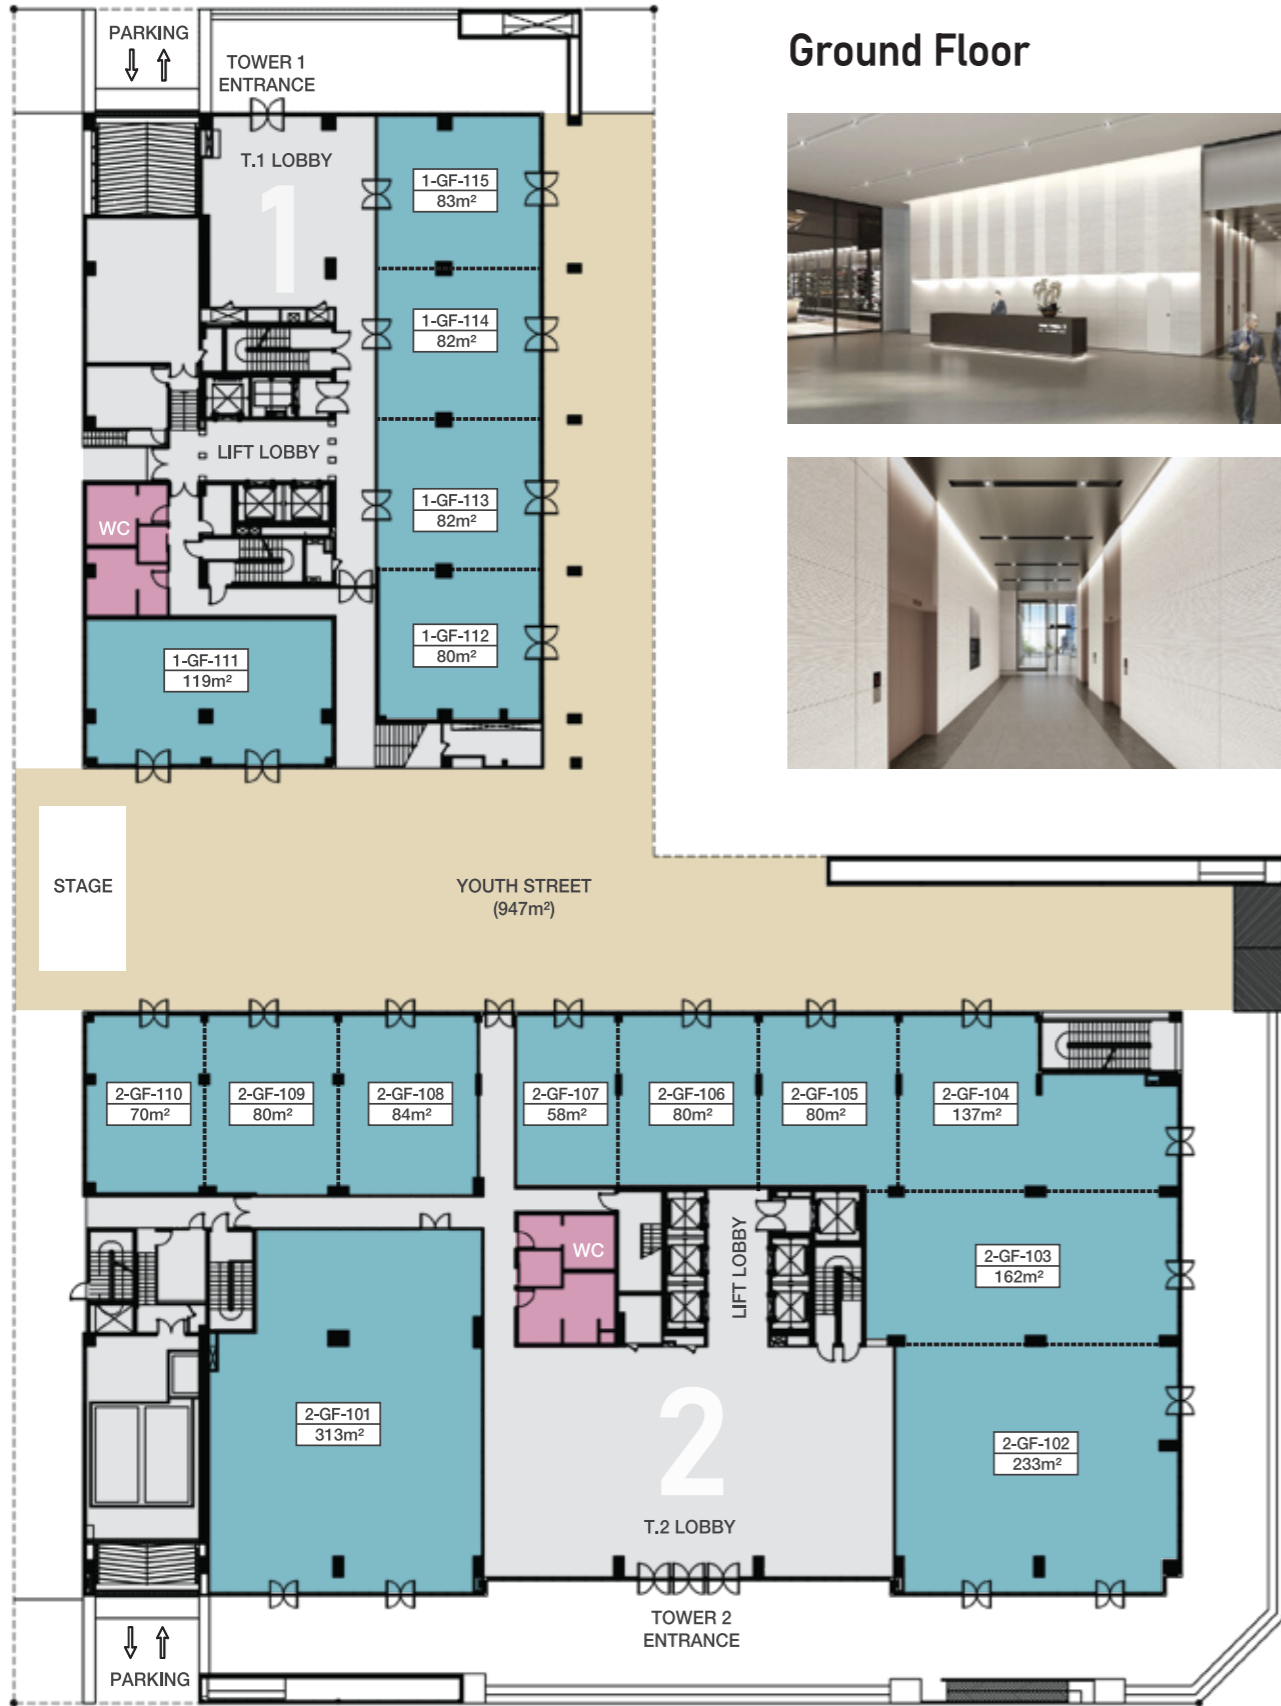 Ground Floor
PARKING
TOWER 1
ENTRANCE
T.1 LOBBY
1
1-GF-115
83m²
1-GF-114
82m²
LIFT LOBBY
1-GF-113
82m²
WC
1-GF-112
80m²
1-GF-111
119m²
STAGE
YOUTH STREET
(947m²)
2-GF-110
70m²
2-GF-109
80m²
2-GF-108
84m²
2-GF-107
58m²
2-GF-106
80m²
2-GF-105
80m²
2-GF-104
137m²
WC
LIFT LOBBY
2-GF-103
162m²
2-GF-101
313m²
2
2-GF-102
233m²
T.2 LOBBY
TOWER 2
ENTRANCE
PARKING